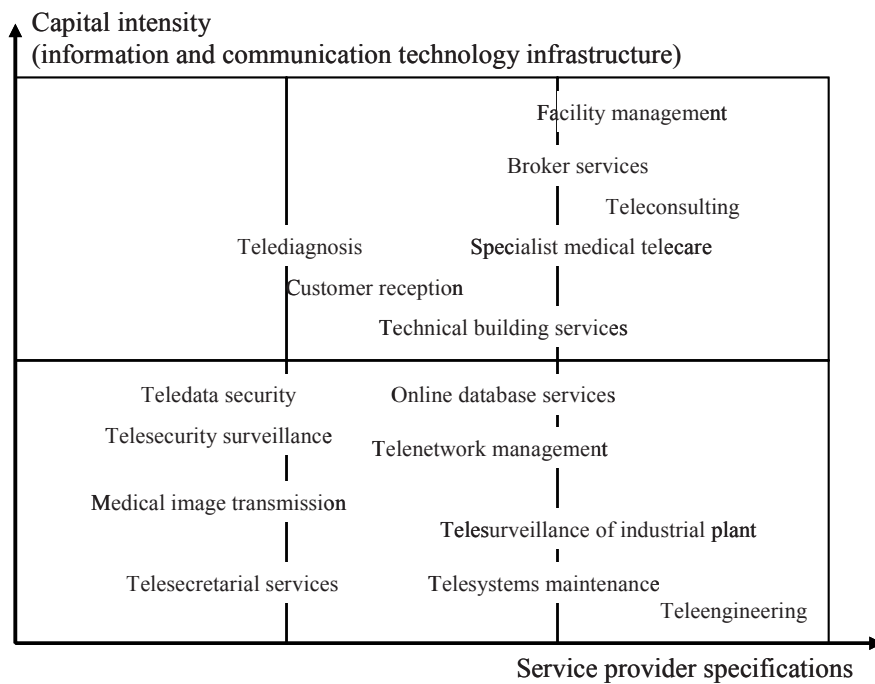 Capital intensity
(information and communication technology infrastructure)
Facility management
Broker services
Teleconsulting
Telediagnosis
Specialist medical telecare
Customer reception
Technical building services
Teledata security
Online database services
Telesecurity surveillance
Telenetwork management
Medical image transmission
Telesurveillance of industrial plant
Telesecretarial services
Telesystems maintenance
Teleengineering
Service provider specifications